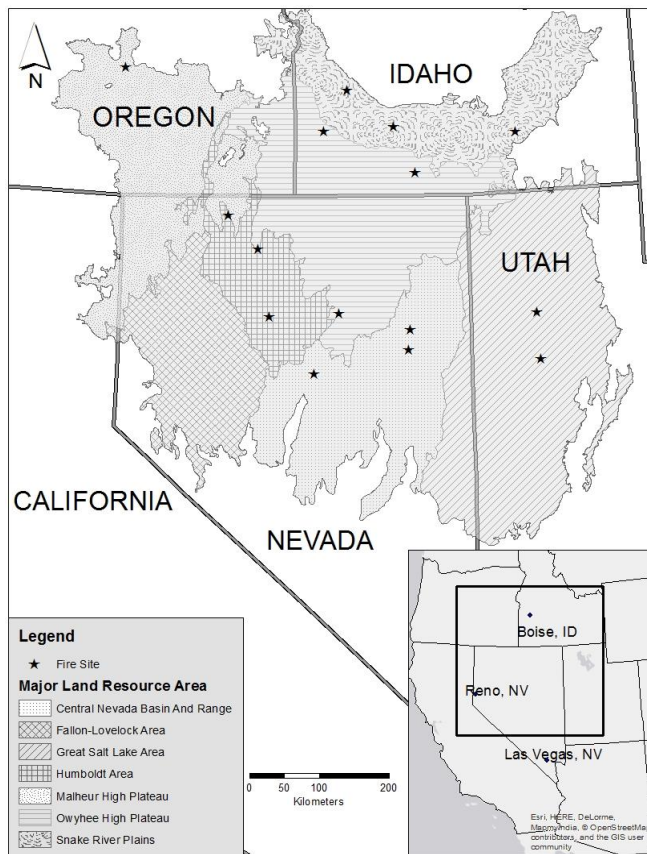 N
OREGON
IDAHO
UTAH
CALIFORNIA
NEVADA
Legend
Fire Site
Major Land Resource Area
Central Nevada Basin And Range
Fallon-Lovelock Area
Great Salt Lake Area
Humboldt Area
Malheur High Plateau
Owyhee High Plateau
Snake River Plains
0 50 100 200
Kilometers
Boise, ID
Reno, NV
Las Vegas, NV
Esri, HERE, DeLorme,
MapmyIndia, © OpenStreetMap
contributors, and the GIS user
community